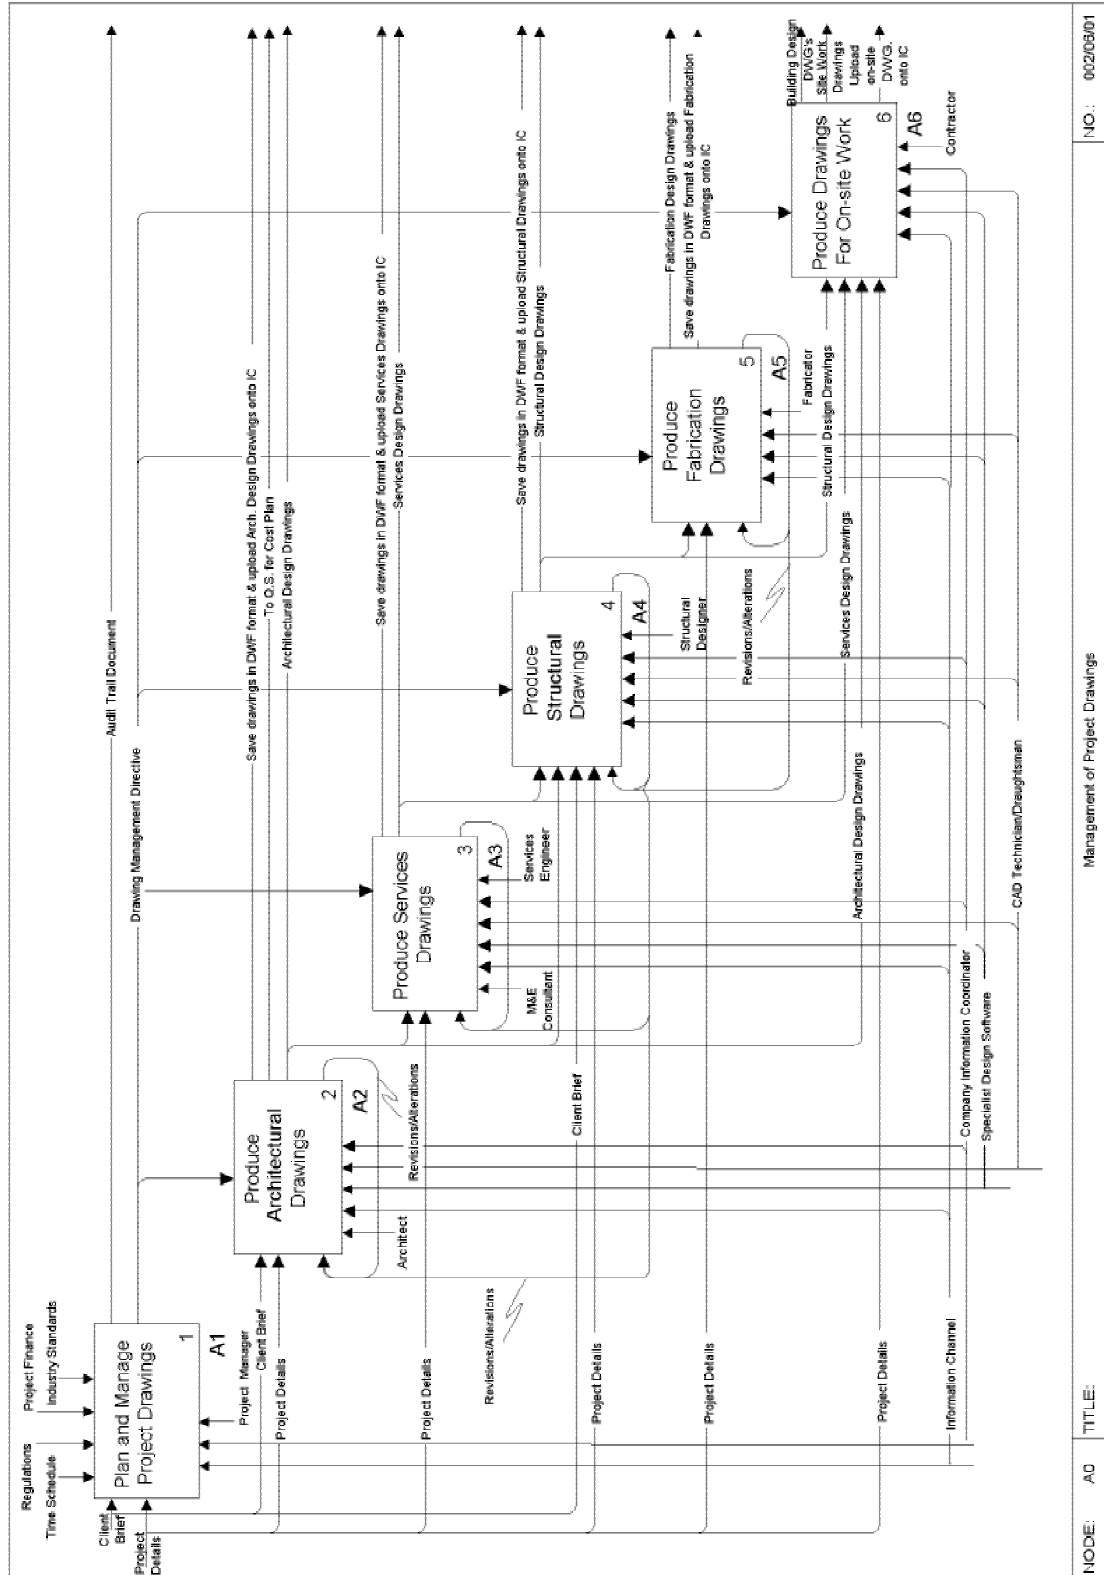 Regulations
Project Finance
Time Schedule
Industry Standards
Client
Brief
Project
Details
Plan and Manage
Project Drawings
1
A1
Project Manager
Audit Trail Document
Drawing Management Directive
Client Brief
Project Details
Produce
Architectural
Drawings
2
A2
Architect
Revisions/Alterations
Save drawings in DWF format & upload Arch. Design Drawings onto IC
To Q.S. for Cost Plan
Architectural Design Drawings
Project Details
Produce Services
Drawings
3
A3
M&E
Consultant
Services
Engineer
Save drawings in DWF format & upload Services Drawings onto IC
Services Design Drawings
Revisions/Alterations
Client Brief
Project Details
Produce
Structural
Drawings
4
A4
Structural
Designer
Save drawings in DWF format & upload Structural Drawings onto IC
Structural Design Drawings
Project Details
Produce
Fabrication
Drawings
5
A5
Fabricator
Revisions/Alterations
Fabrication Design Drawings
Save drawings in DWF format & upload Fabrication
Drawings onto IC
Structural Design Drawings
Services Design Drawings
Architectural Design Drawings
Project Details
Produce Drawings
For On-site Work
6
A6
Contractor
Building Design
DWG's
Site Work
Drawings
Upload
on-site
DWG.
onto IC
Information Channel
Company Information Coordinator
Specialist Design Software
CAD Technician/Draughtsman
NODE: A0
TITLE: Management of Project Drawings
NO.: 002/06/01